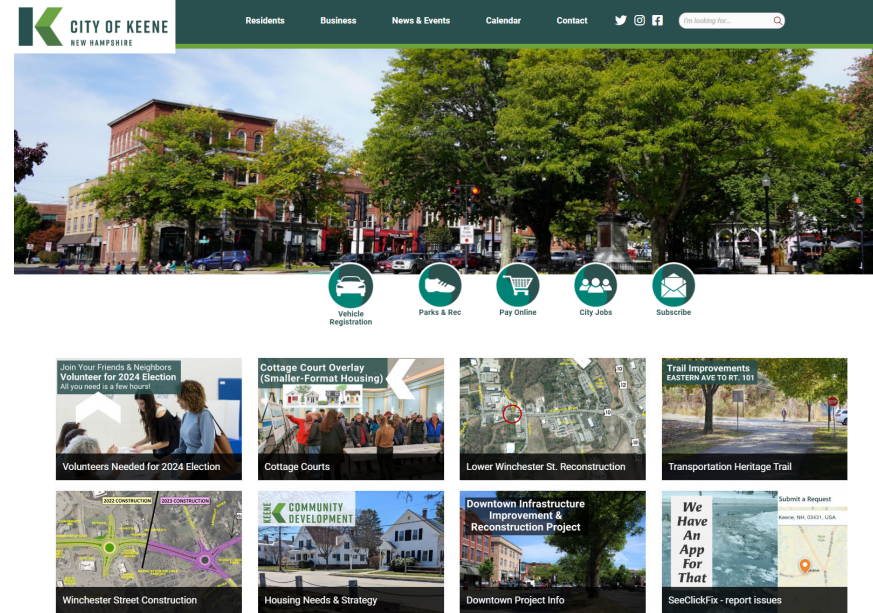 CITY OF KEENE
NEW HAMPSHIRE
Residents
Business
News & Events
Calendar
Contact
I'm looking for...
Vehicle
Registration
Parks & Rec
Pay Online
City Jobs
Subscribe
Join Your Friends & Neighbors
Volunteer for 2024 Election
All you need is a few hours!
Volunteers Needed for 2024 Election
Cottage Court Overlay
(Smaller-Format Housing)
Cottage Courts
10
12
10
Lower Winchester St. Reconstruction
Trail Improvements
EASTERN AVE TO RT. 101
Transportation Heritage Trail
2022 CONSTRUCTION
2023 CONSTRUCTION
Winchester Street Construction
KEENE
COMMUNITY
DEVELOPMENT
Housing Needs & Strategy
Downtown Infrastructure
Improvement &
Reconstruction Project
Downtown Project Info
We
Have
An
App
For
That
Submit a Request
Keene, NH, 03431, USA
SeeClickFix - report issues